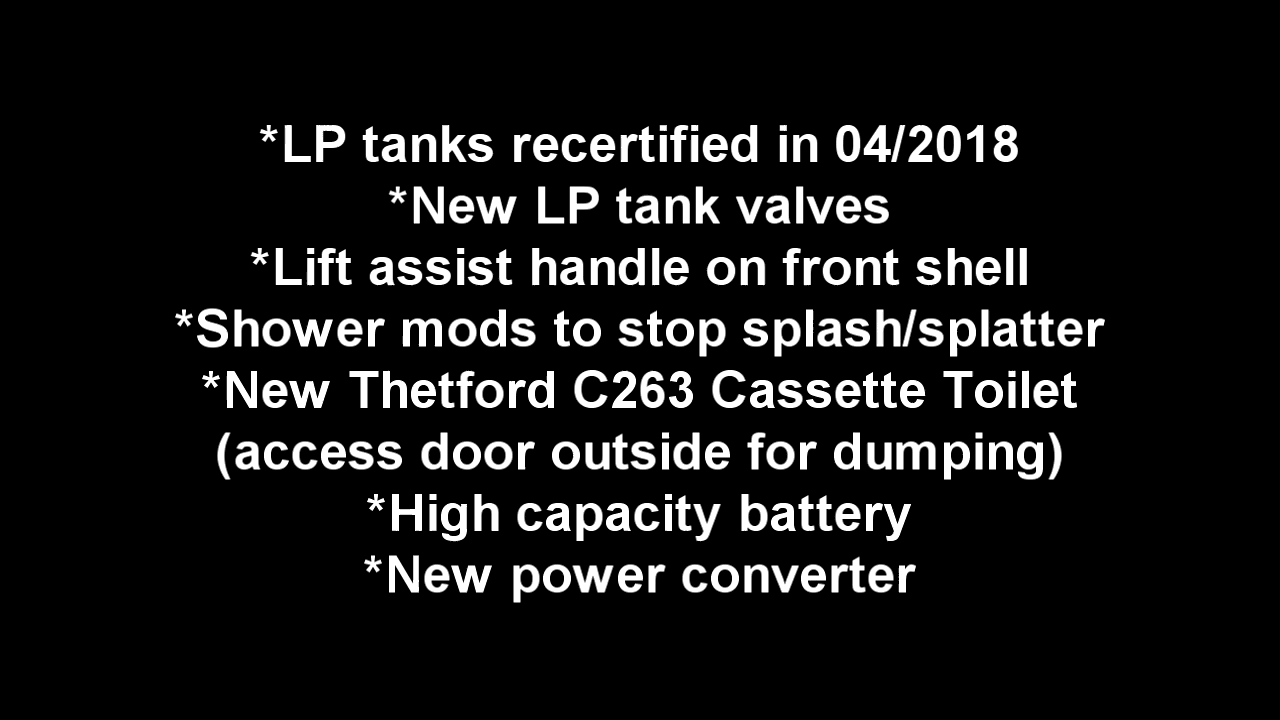 *LP tanks recertified in 04/2018
*New LP tank valves
*Lift assist handle on front shell
*Shower mods to stop splash/splatter
*New Thetford C263 Cassette Toilet
(access door outside for dumping)
*High capacity battery
*New power converter